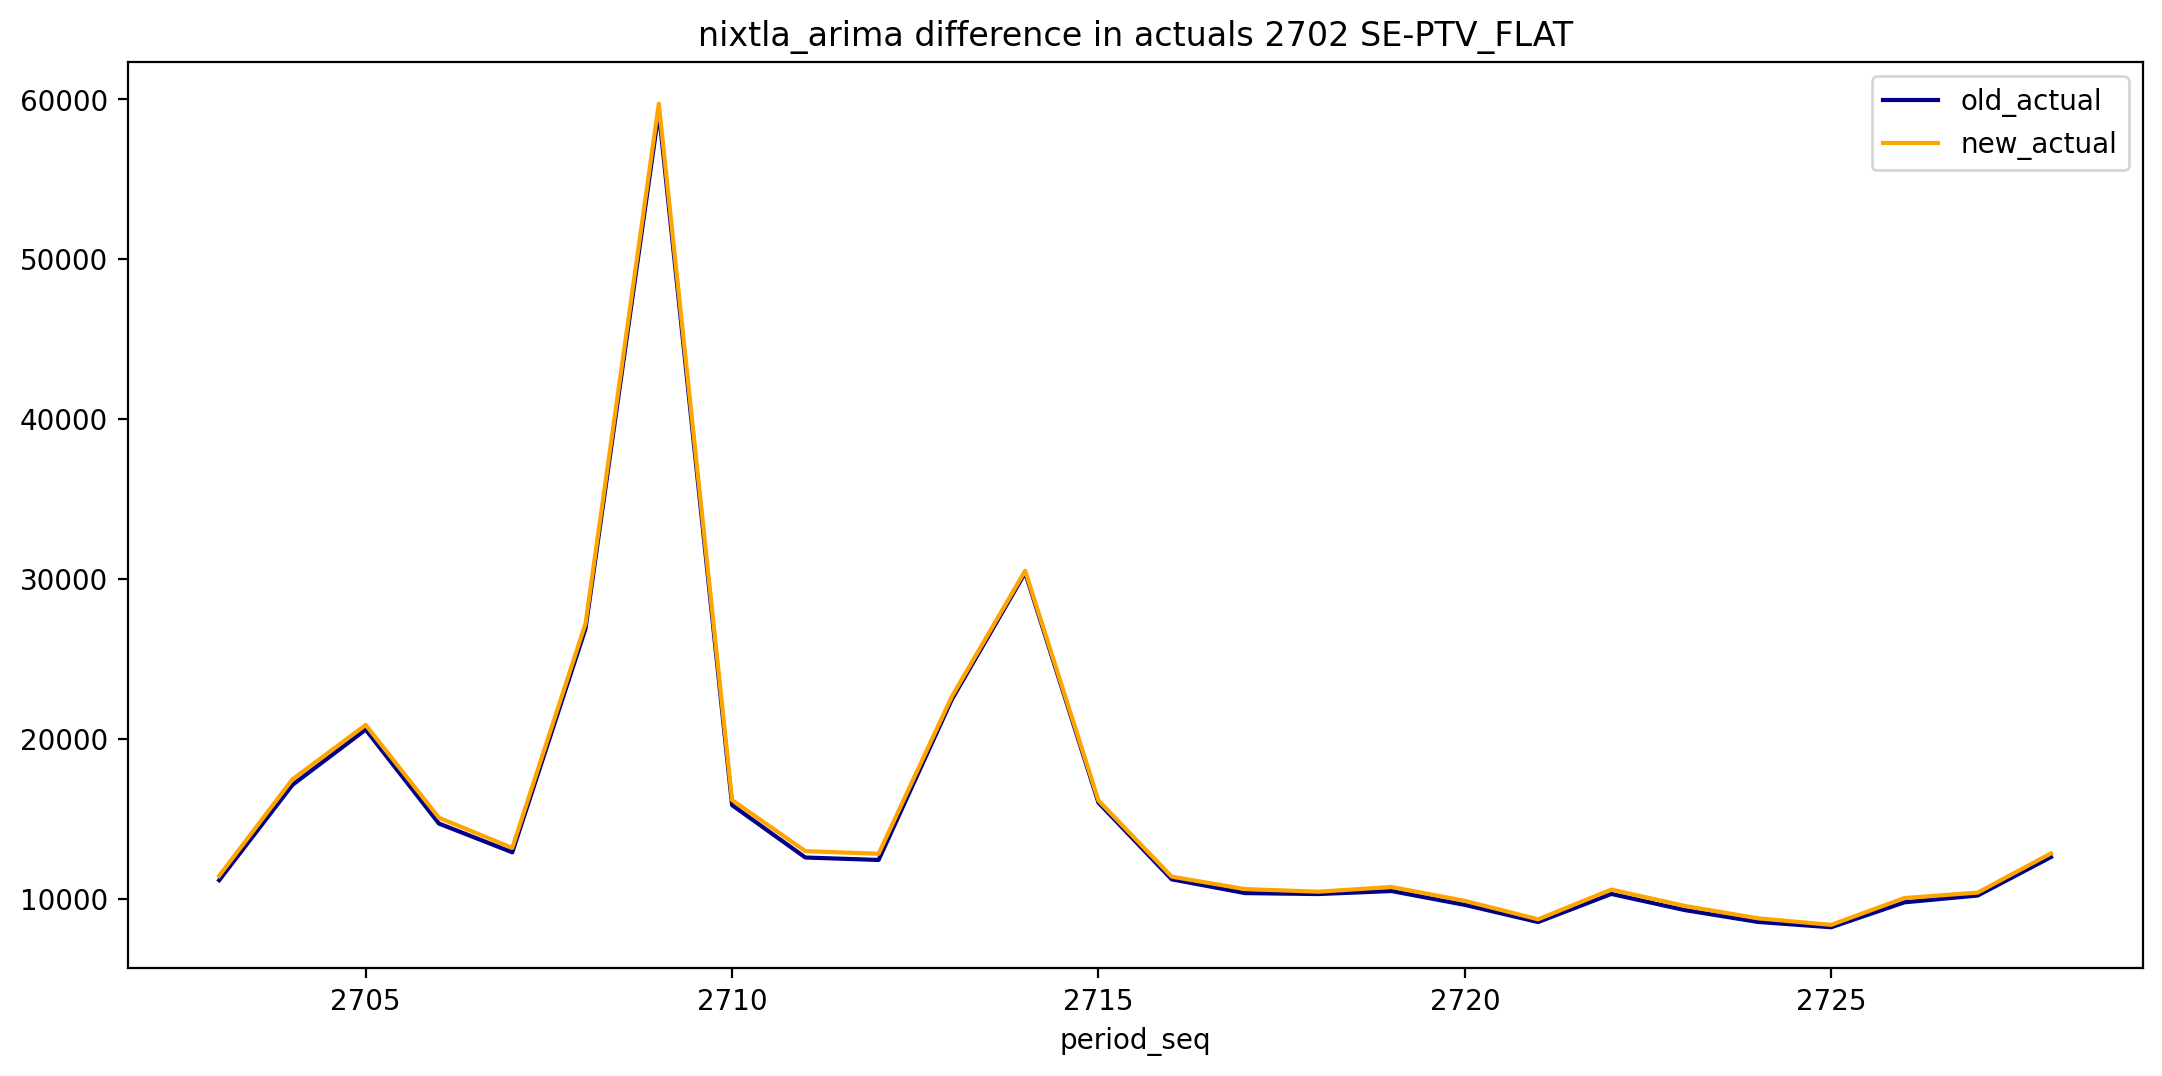 nixtla_arima difference in actuals 2702 SE-PTV_FLAT
old_actual
new_actual
60000
50000
40000
30000
20000
10000
2705 2710 2715 2720 2725
period_seq